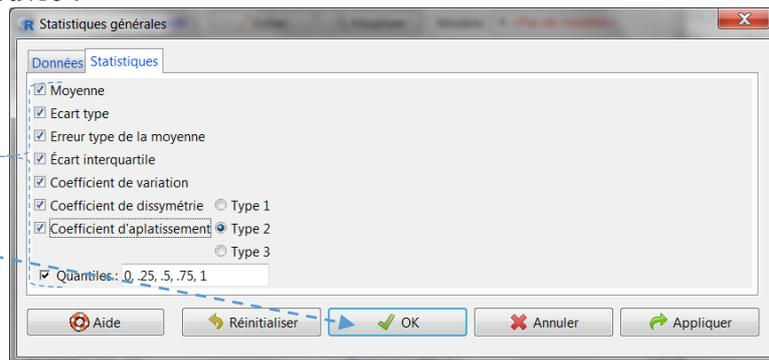 Statistiques générales
Données Statistiques
Moyenne
Ecart type
Erreur type de la moyenne
Écart interquartile
Coefficient de variation
Coefficient de dissymétrie Type 1
Coefficient d'aplatissement Type 2
Type 3
Quantiles : 0, .25, .5, .75, 1
Aide Réinitialiser OK Annuler Appliquer